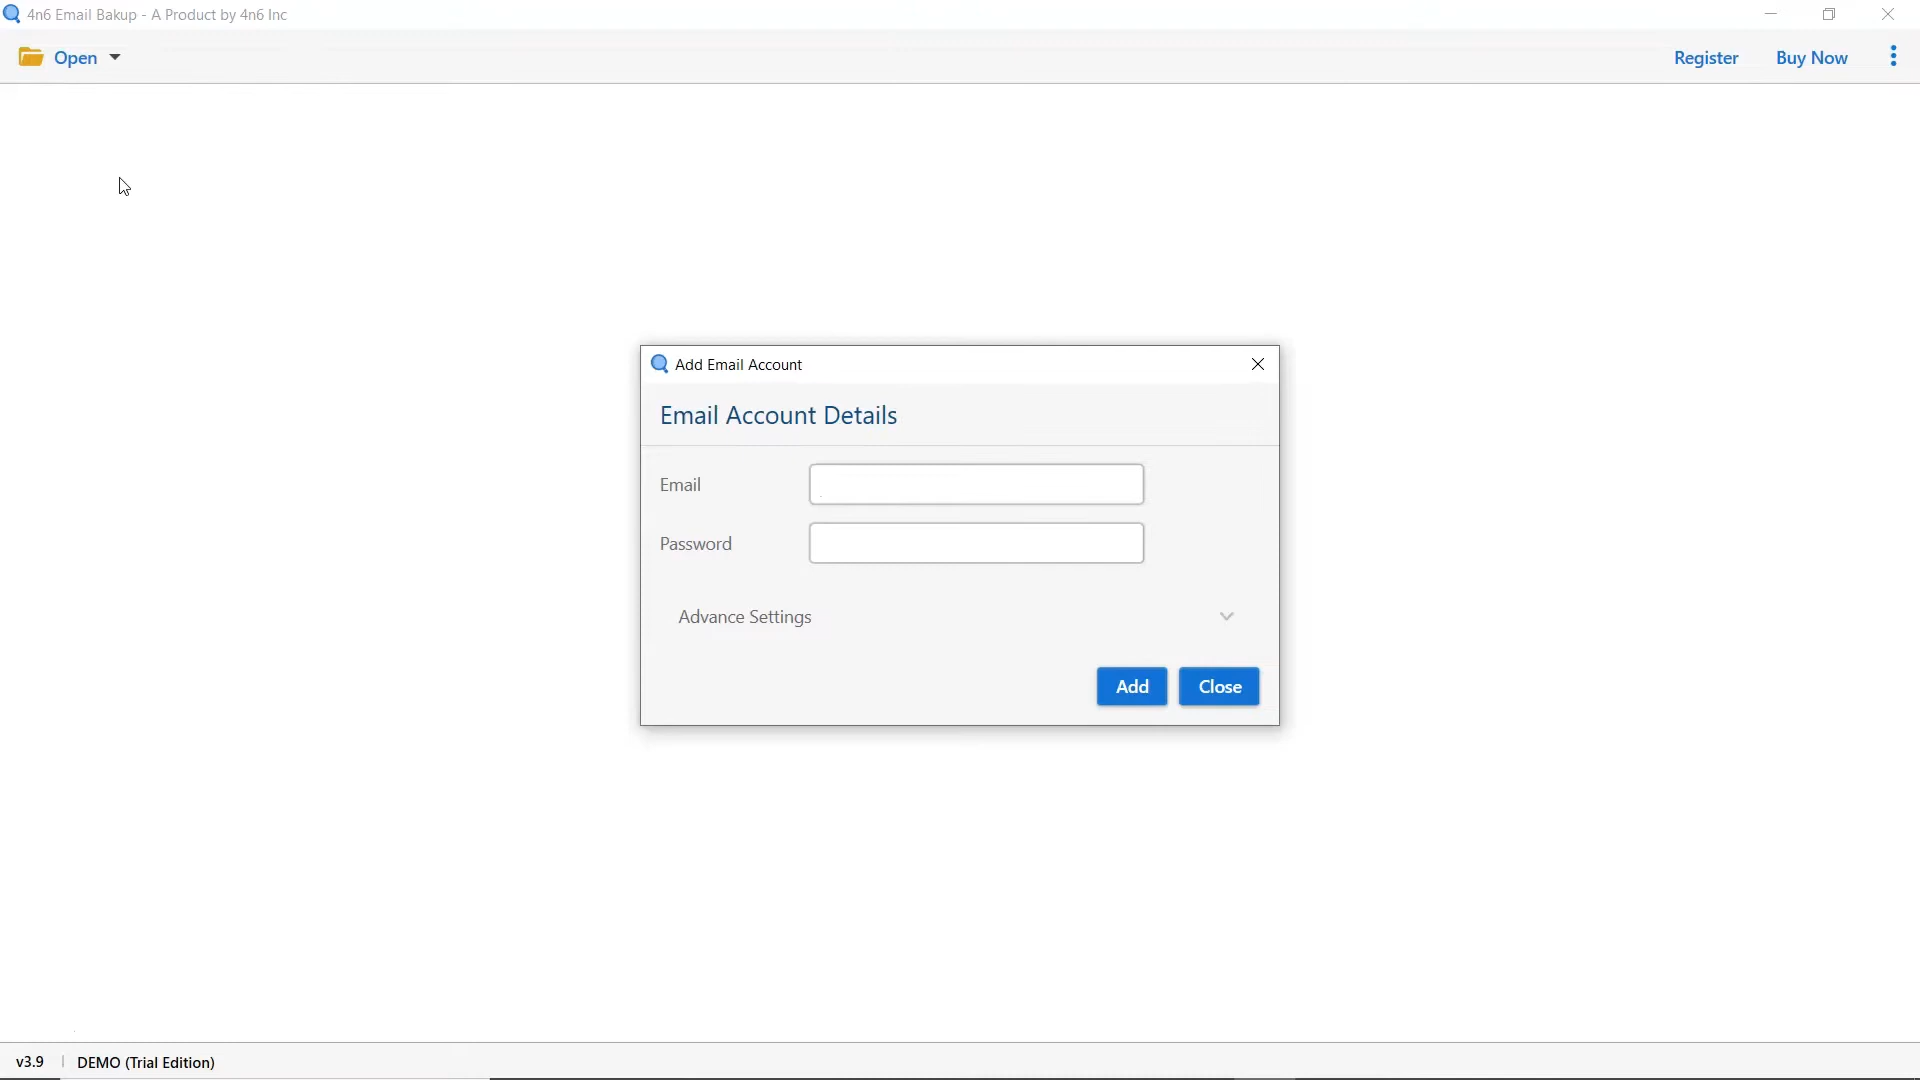 4n6 Email Bakup - A Product by 4n6 Inc
Open
Register
Buy Now
Add Email Account
Email Account Details
Email
Password
Advance Settings
Add
Close
v3.9
DEMO (Trial Edition)